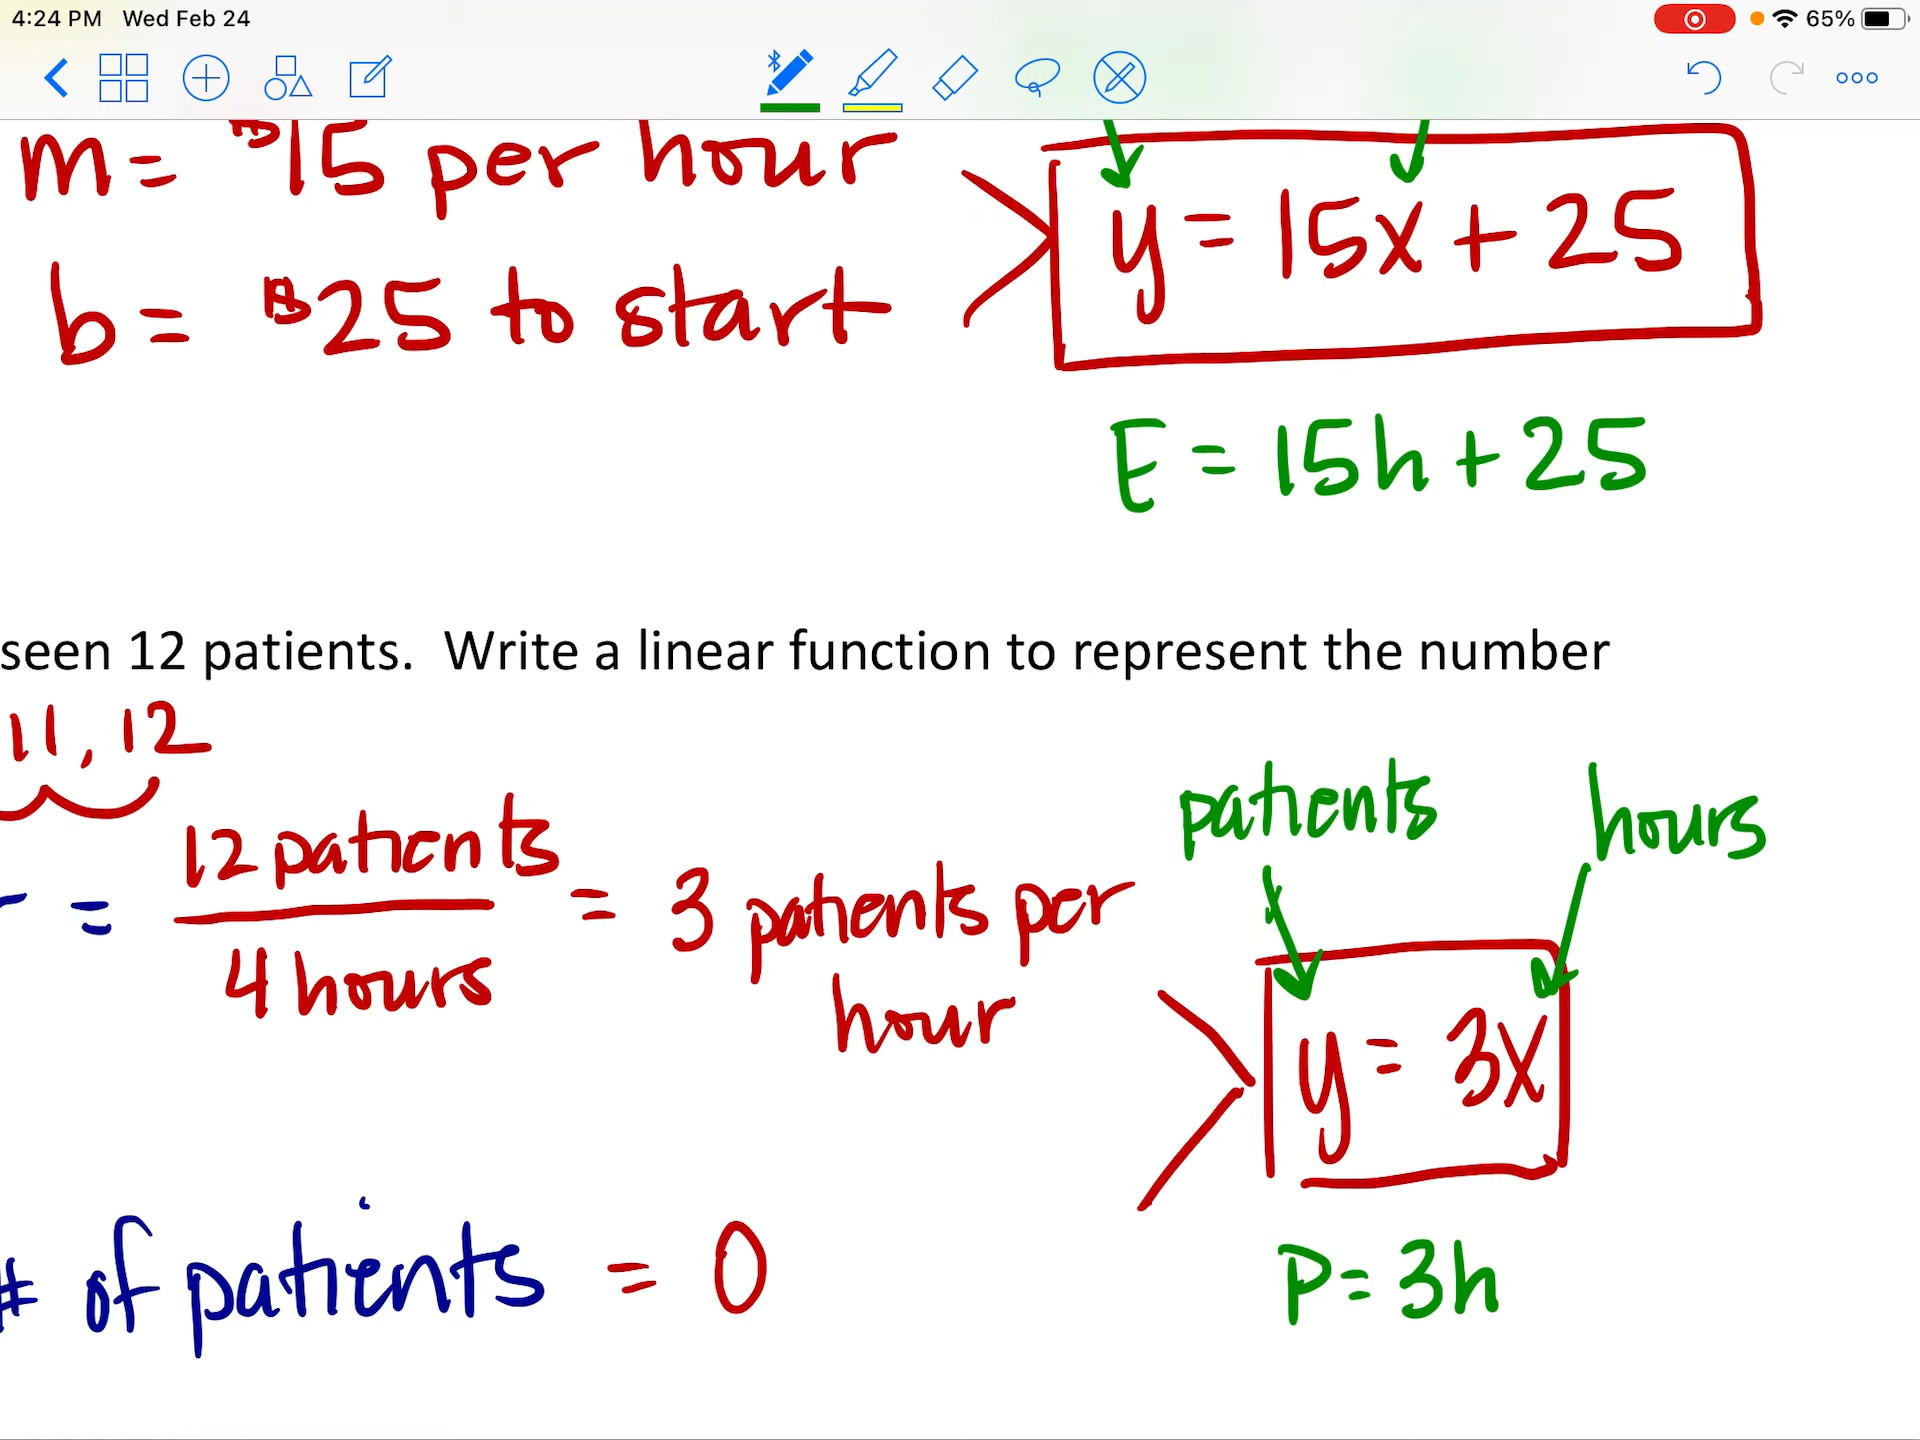 4:24 PM Wed Feb 24
65%
m= $15 per hour
b= $25 to start
y = 15x + 25
E = 15h + 25
seen 12 patients. Write a linear function to represent the number
11, 12
patients
hours
= 12 patients
4 hours
= 3 patients per
hour
y = 3x
# of patients = 0
P = 3h